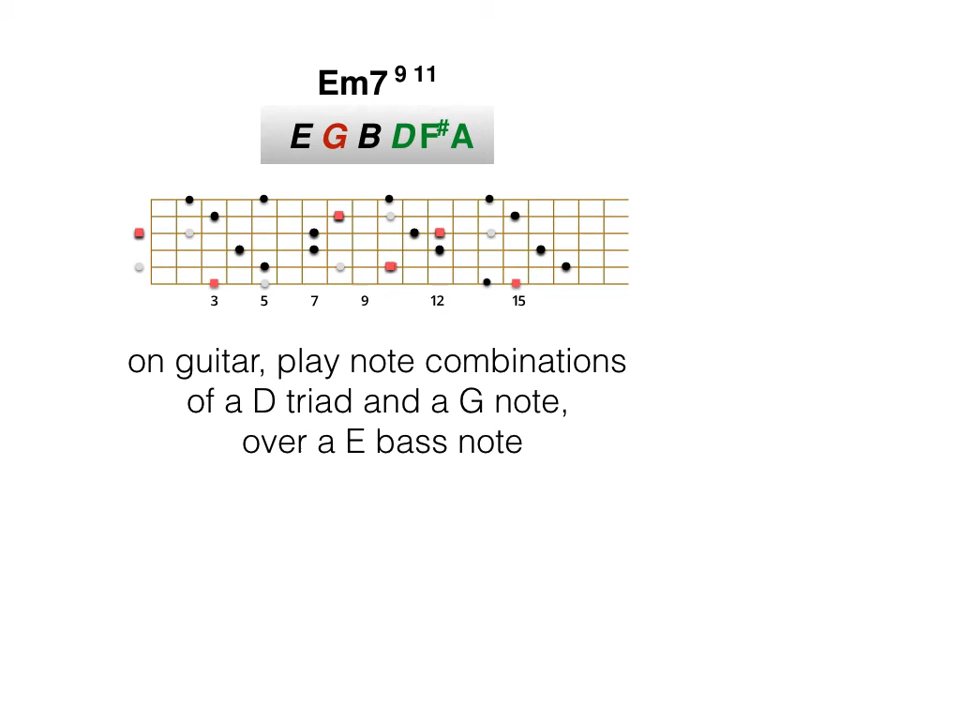 Em7 9 11
E G B D F# A
3 5 7 9 12 15
on guitar, play note combinations
of a D triad and a G note,
over a E bass note